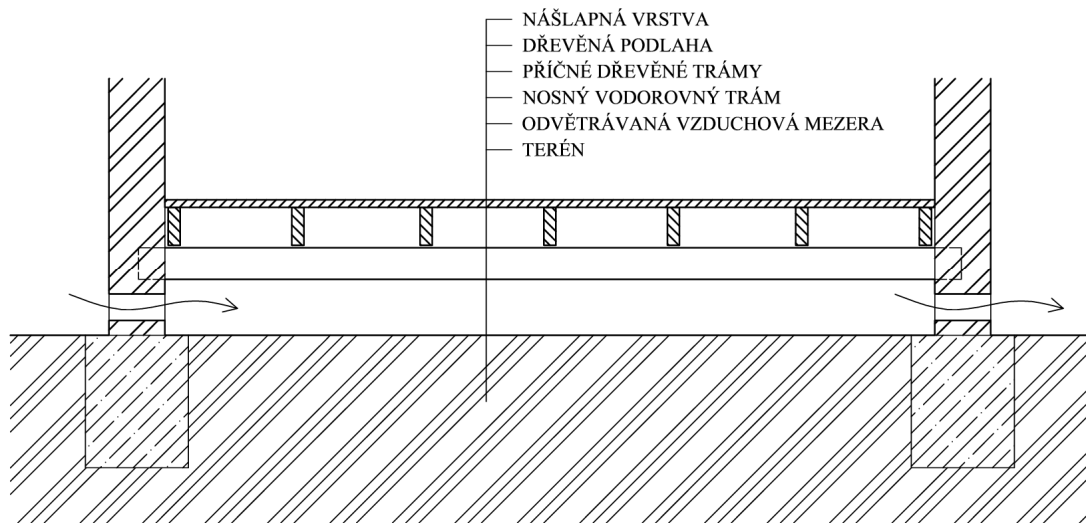 NÁŠLAPNÁ VRSTVA
DŘEVĚNÁ PODLAHA
PŘÍČNÉ DŘEVĚNÉ TRÁMY
NOSNÝ VODOROVNÝ TRÁM
ODVĚTRÁVANÁ VZDUCHOVÁ MEZERA
TERÉN